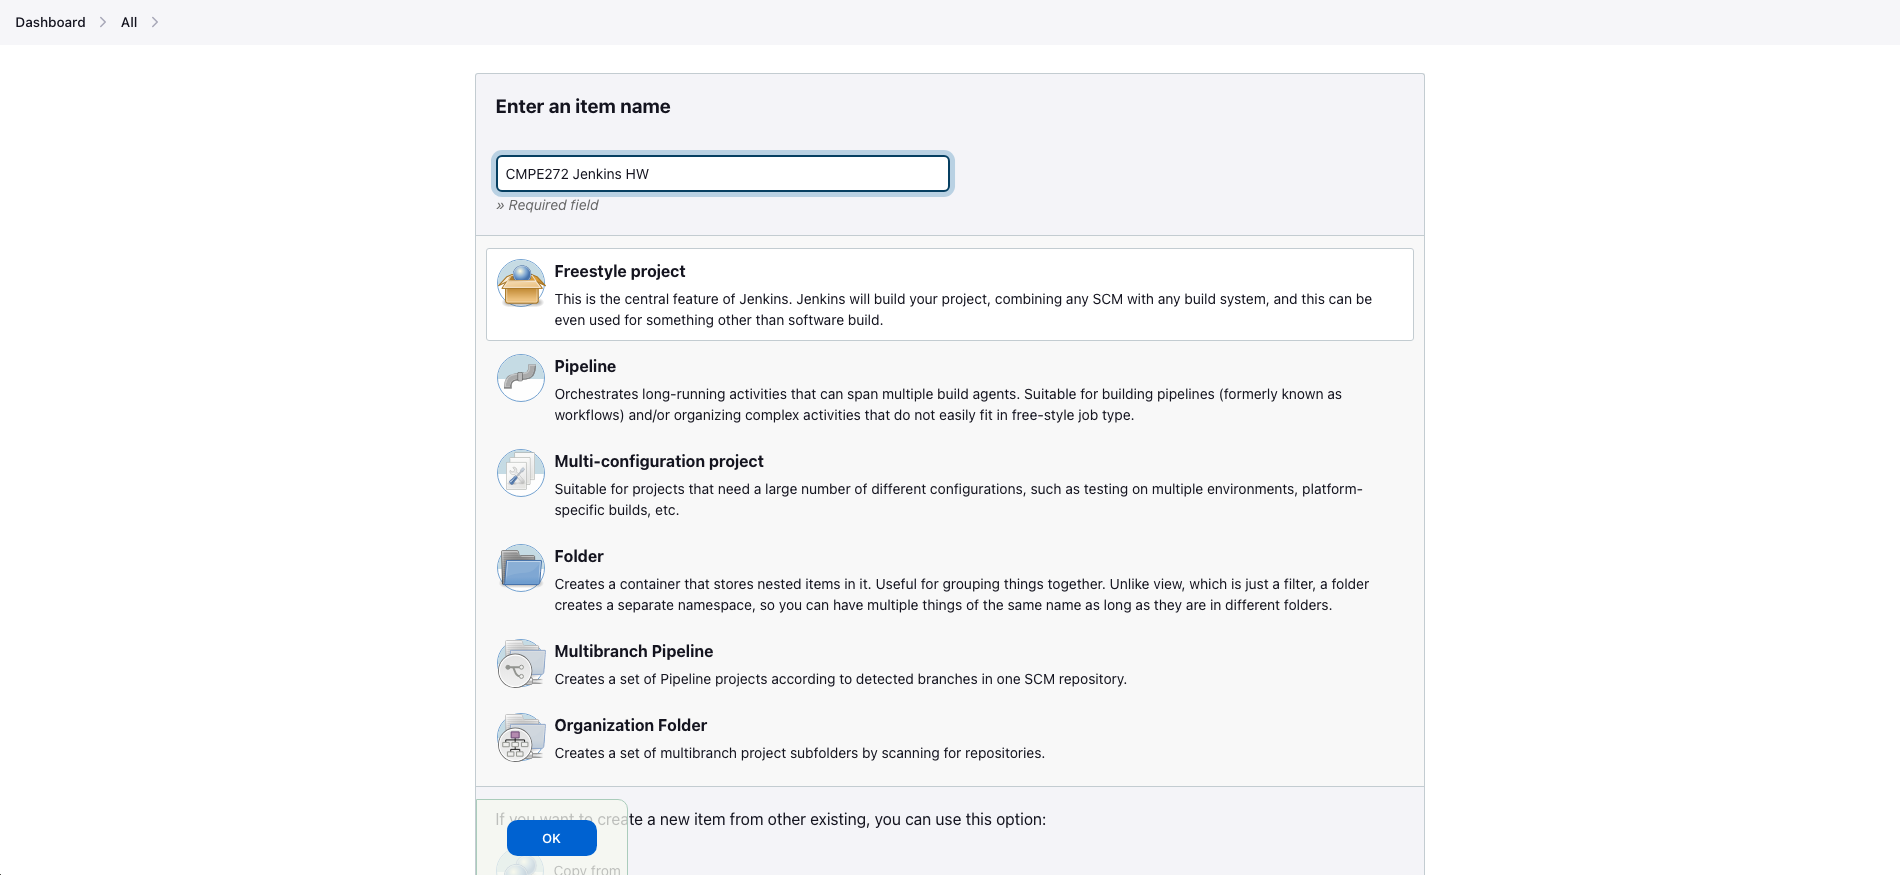 Dashboard All
Enter an item name
CMPE272 Jenkins HW
» Required field
Freestyle project
This is the central feature of Jenkins. Jenkins will build your project, combining any SCM with any build system, and this can be
even used for something other than software build.
Pipeline
Orchestrates long-running activities that can span multiple build agents. Suitable for building pipelines (formerly known as
workflows) and/or organizing complex activities that do not easily fit in free-style job type.
Multi-configuration project
Suitable for projects that need a large number of different configurations, such as testing on multiple environments, platform-
specific builds, etc.
Folder
Creates a container that stores nested items in it. Useful for grouping things together. Unlike view, which is just a filter, a folder
creates a separate namespace, so you can have multiple things of the same name as long as they are in different folders.
Multibranch Pipeline
Creates a set of Pipeline projects according to detected branches in one SCM repository.
Organization Folder
Creates a set of multibranch project subfolders by scanning for repositories.
If you want to create a new item from other existing, you can use this option:
OK
Copy from